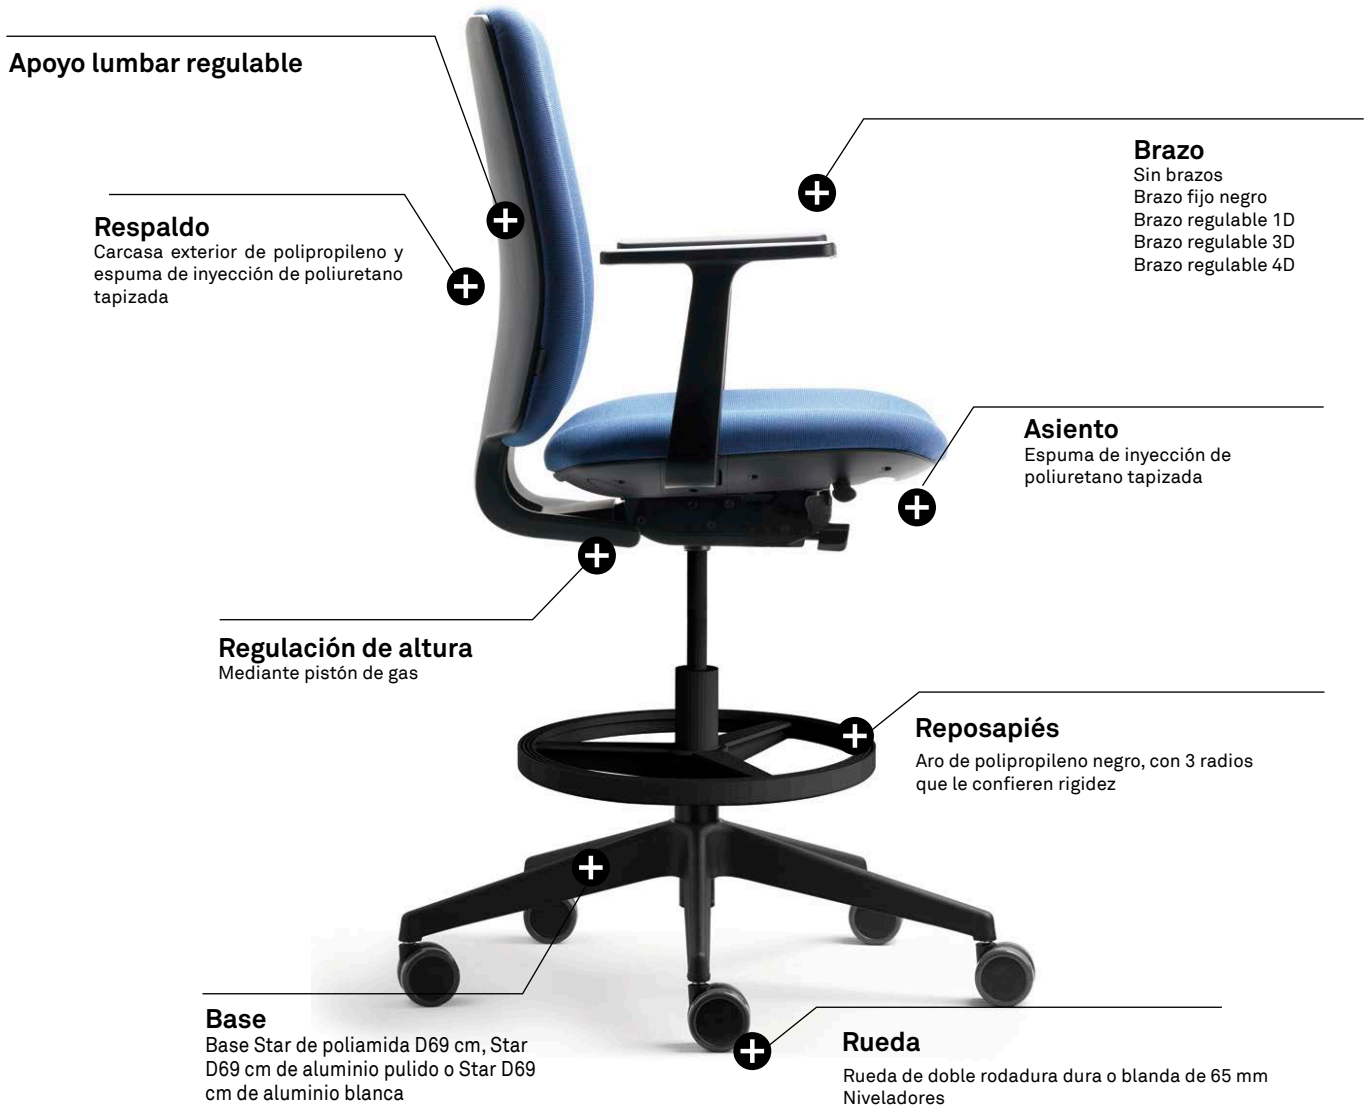 Apoyo lumbar regulable
Brazo
Sin brazos
Brazo fijo negro
Brazo regulable 1D
Brazo regulable 3D
Brazo regulable 4D
Respaldo
Carcasa exterior de polipropileno y
espuma de inyección de poliuretano
tapizada
Asiento
Espuma de inyección de
poliuretano tapizada
Regulación de altura
Mediante pistón de gas
Reposapiés
Aro de polipropileno negro, con 3 radios
que le confieren rigidez
Base
Base Star de poliamida D69 cm, Star
D69 cm de aluminio pulido o Star D69
cm de aluminio blanca
Rueda
Rueda de doble rodadura dura o blanda de 65 mm
Niveladores